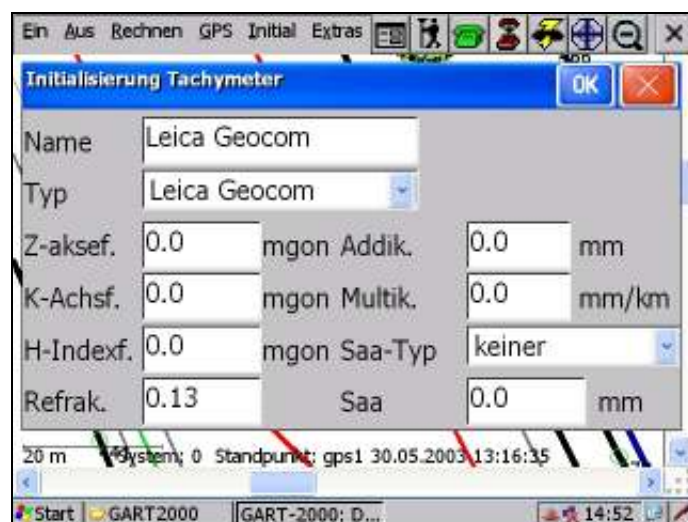 Ein Aus Rechnen GPS Initial Extras
Initialisierung Tachymeter OK
Name Leica Geocom
Typ Leica Geocom
Z-aksef. 0.0 mgon Addik. 0.0 mm
K-Achsf. 0.0 mgon Multik. 0.0 mm/km
H-Indexf. 0.0 mgon Saa-Typ keiner
Refrak. 0.13 Saa 0.0 mm
20 m System: 0 Standpunkt: gps1 30.05.2003 13:16:35
Start GART2000 GART-2000: D... 14:52